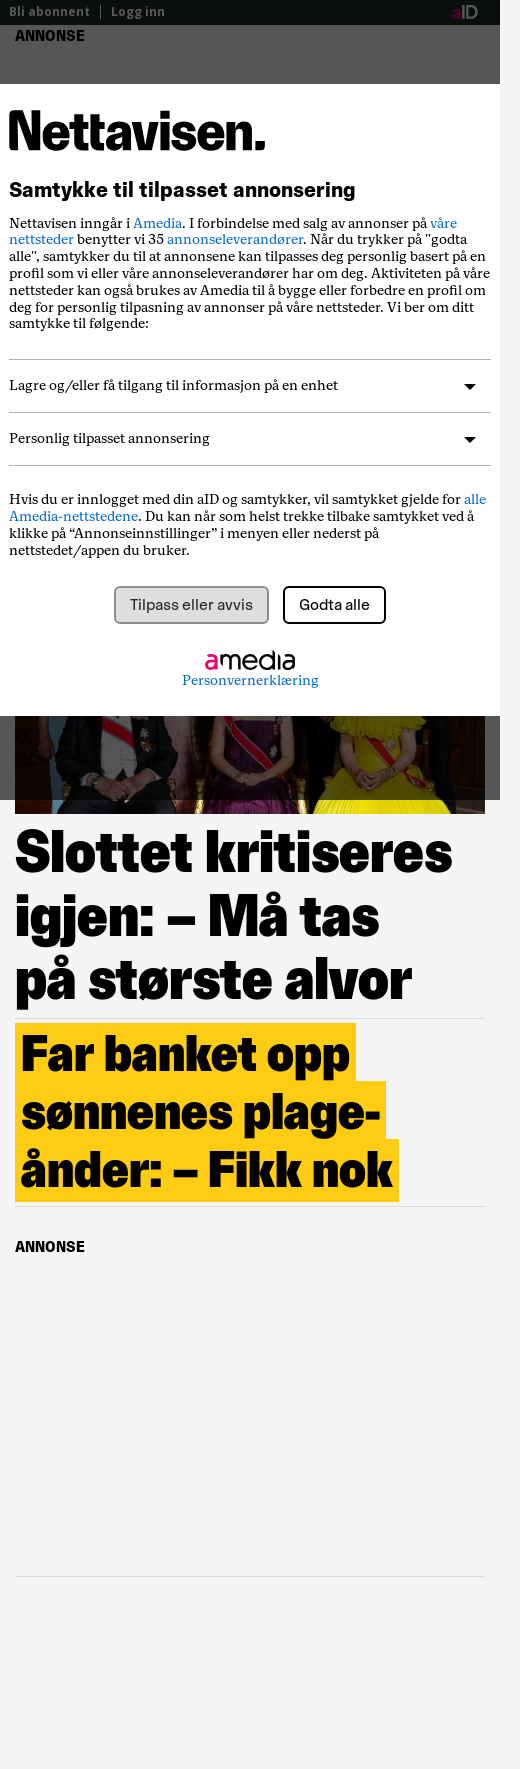 Bli abonnent | Logg inn
aID
ANNONSE
Nettavisen.
Samtykke til tilpasset annonsering
Nettavisen inngår i Amedia. I forbindelse med salg av annonser på våre
nettsteder benytter vi 35 annonseleverandører. Når du trykker på "godta
alle", samtykker du til at annonsene kan tilpasses deg personlig basert på en
profil som vi eller våre annonseleverandører har om deg. Aktiviteten på våre
nettsteder kan også brukes av Amedia til å bygge eller forbedre en profil om
deg for personlig tilpasning av annonser på våre nettsteder. Vi ber om ditt
samtykke til følgende:
Lagre og/eller få tilgang til informasjon på en enhet
Personlig tilpasset annonsering
Hvis du er innlogget med din aID og samtykker, vil samtykket gjelde for alle
Amedia-nettstedene. Du kan når som helst trekke tilbake samtykket ved å
klikke på “Annonseinnstillinger” i menyen eller nederst på
nettstedet/appen du bruker.
Tilpass eller avvis
Godta alle
amedia
Personvernerklæring
Slottet kritiseres
igjen: – Må tas
på største alvor
Far banket opp
sønnenes plage-
ånder: – Fikk nok
ANNONSE